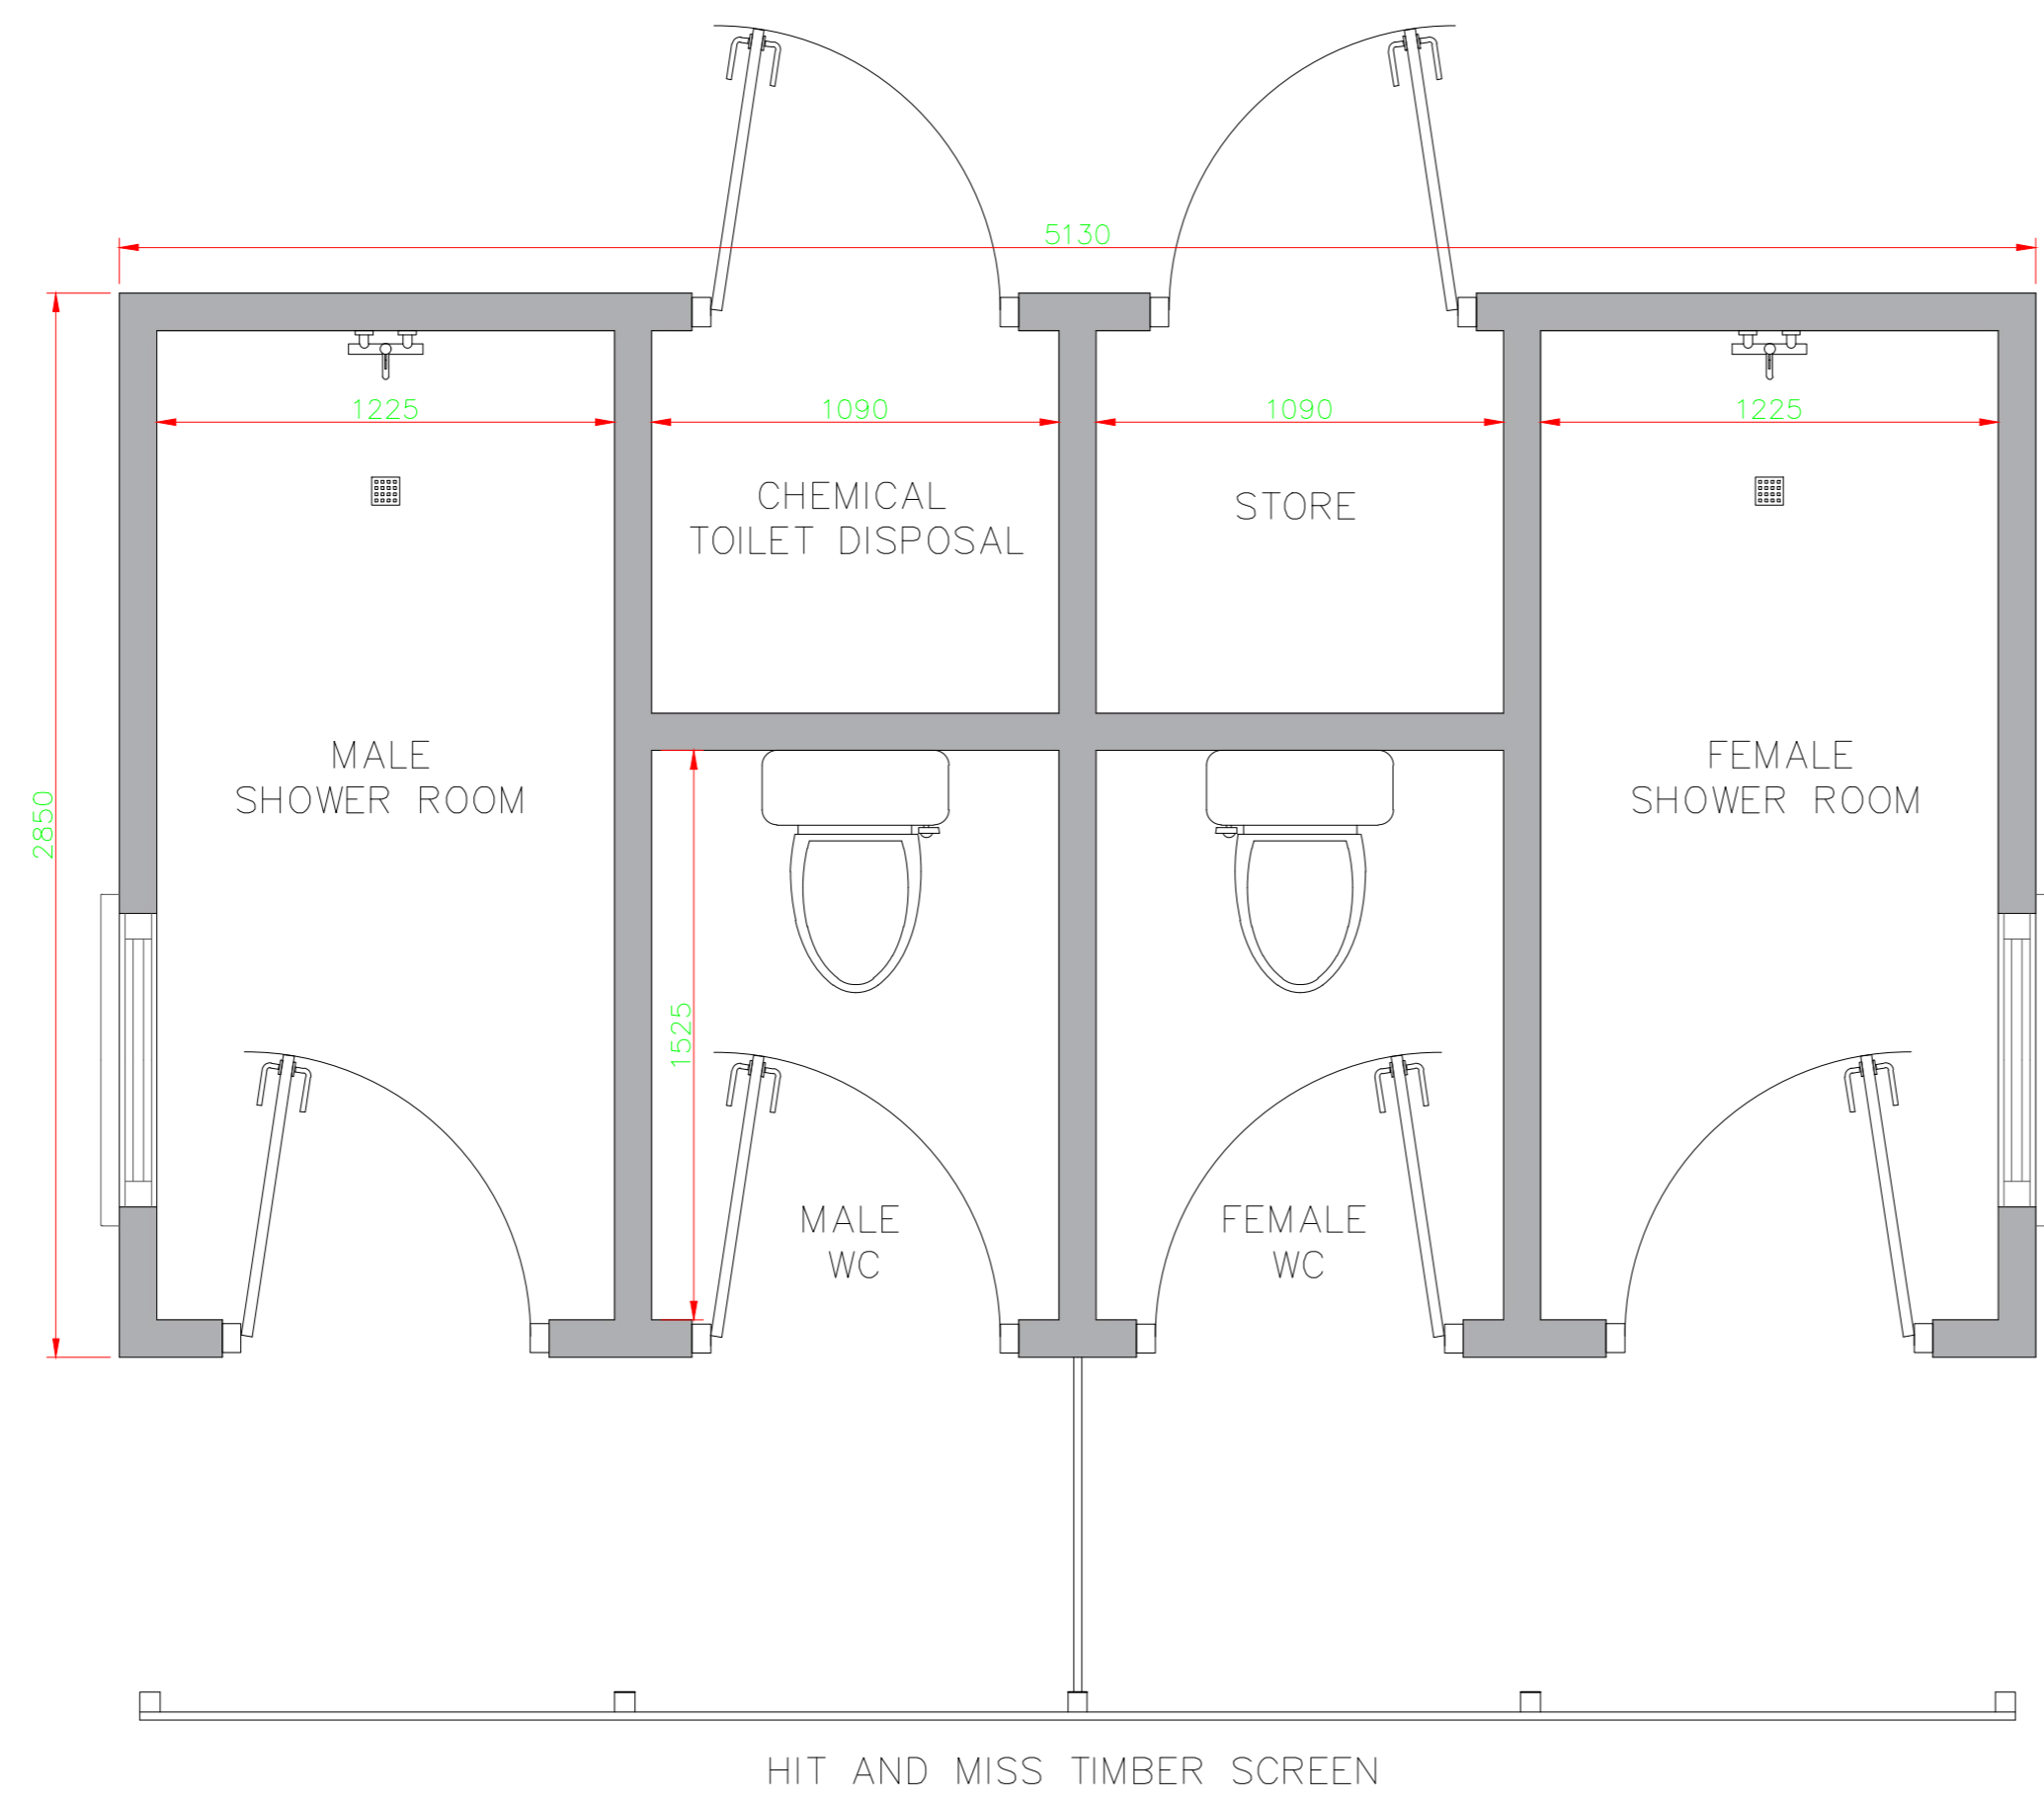 5130
1225
1090
1090
1225
CHEMICAL
TOILET DISPOSAL
STORE
MALE
SHOWER ROOM
FEMALE
SHOWER ROOM
2850
1525
MALE
WC
FEMALE
WC
HIT AND MISS TIMBER SCREEN